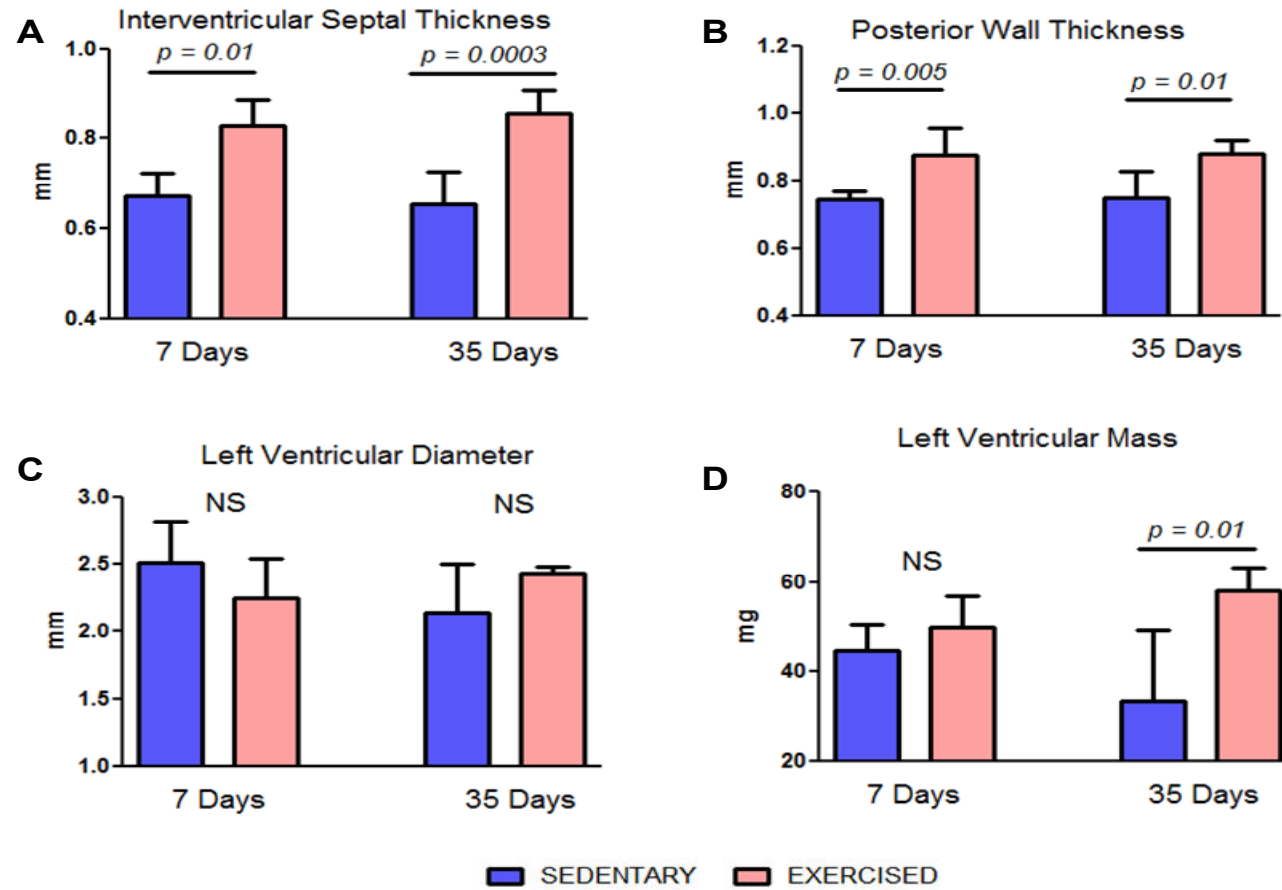 A
Interventricular Septal Thickness
1.0
0.8
0.6
0.4
mm
p = 0.01
p = 0.0003
7 Days
35 Days
B
Posterior Wall Thickness
1.2
1.0
0.8
0.6
0.4
mm
p = 0.005
p = 0.01
7 Days
35 Days
C
Left Ventricular Diameter
3.0
2.5
2.0
1.5
1.0
mm
NS
NS
7 Days
35 Days
D
Left Ventricular Mass
80
60
40
20
mg
NS
p = 0.01
7 Days
35 Days
SEDENTARY
EXERCISED